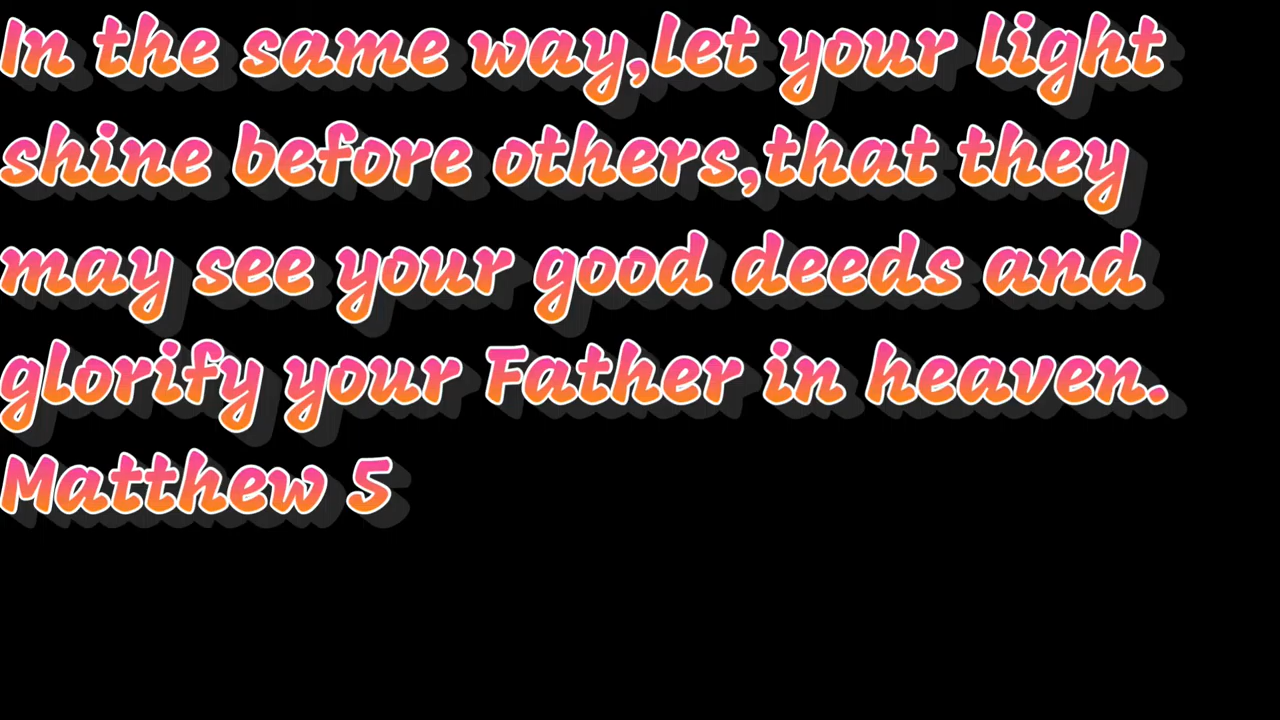 In the same way,let your light
shine before others,that they
may see your good deeds and
glorify your Father in heaven.
Matthew 5